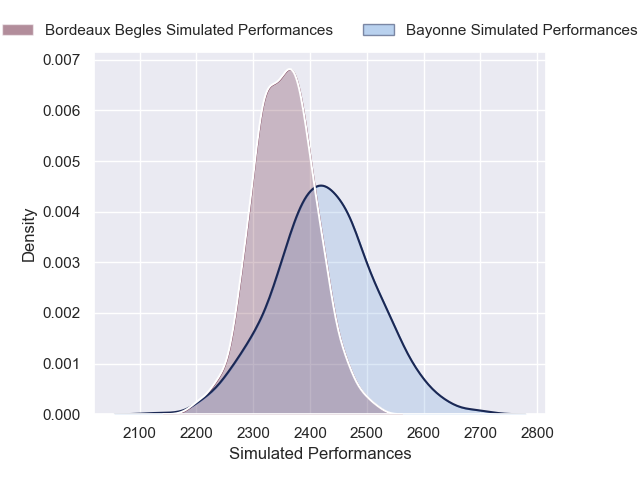 Bordeaux Begles Simulated Performances Bayonne Simulated Performances
0.007
0.006
0.005
0.004
0.003
0.002
0.001
0.000
Density
2100 2200 2300 2400 2500 2600 2700 2800
Simulated Performances